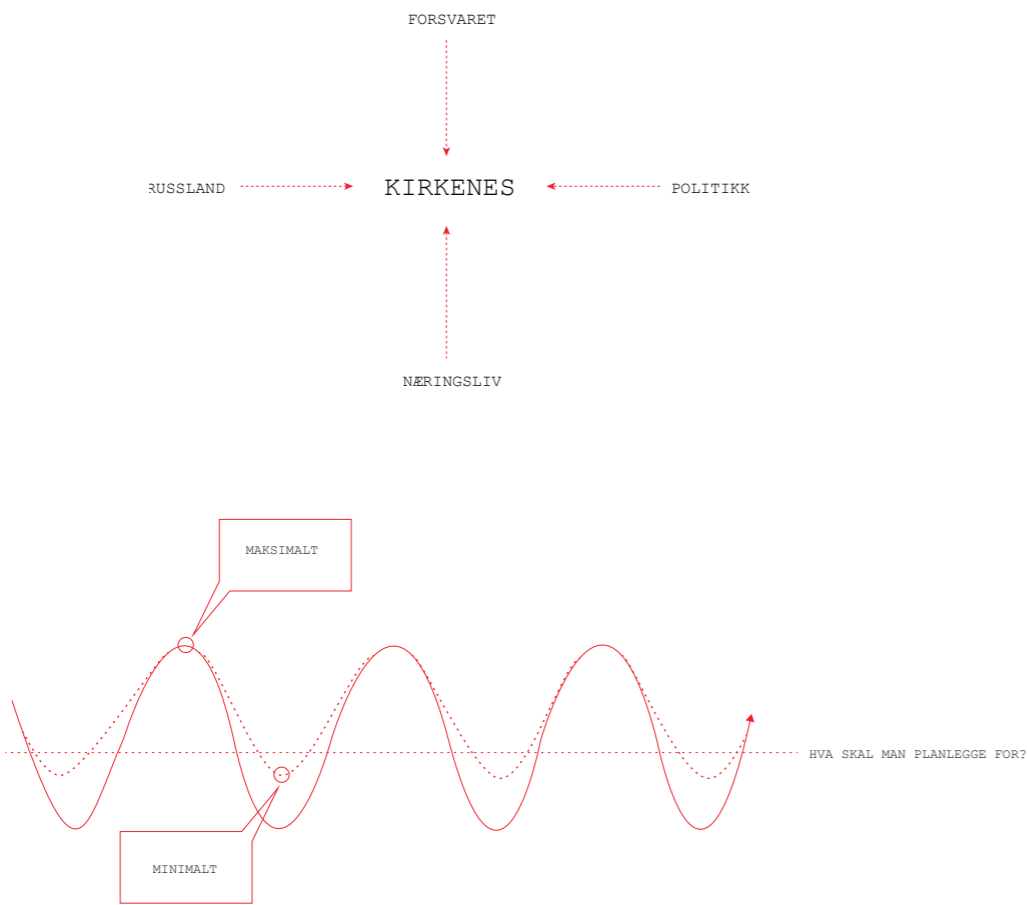 FORSVARET
RUSSLAND
KIRKENES
POLITIKK
NÆRINGSLIV
MAKSIMALT
HVA SKAL MAN PLANLEGGE FOR?
MINIMALT